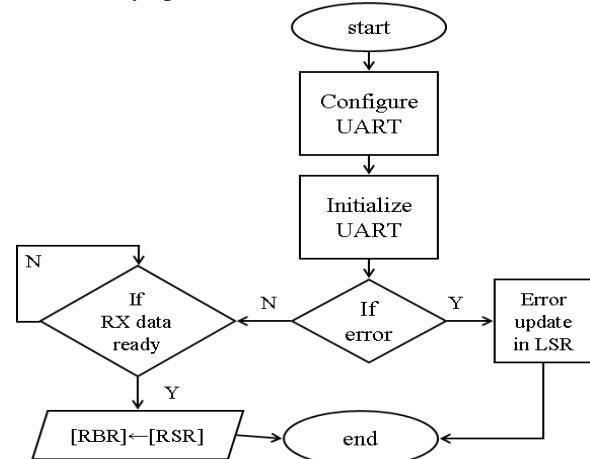 start
Configure
UART
Initialize
UART
If
error
N
Y
Error
update
in LSR
N
If
RX data
ready
Y
[RBR]←[RSR]
end